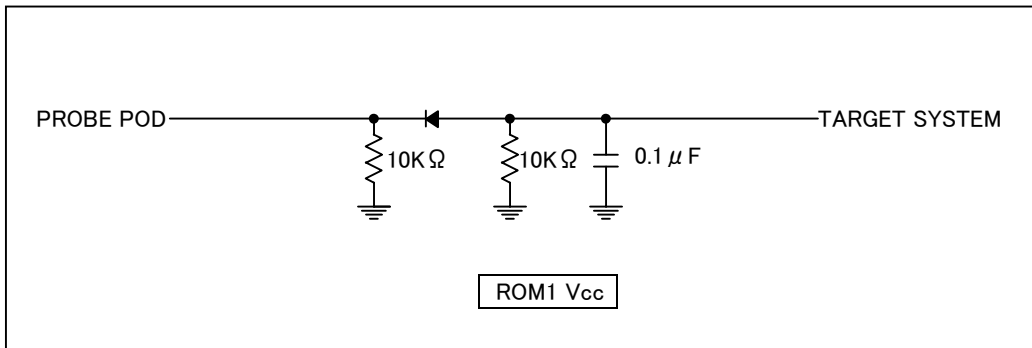 PROBE POD
TARGET SYSTEM
10KΩ
10KΩ
0.1μF
ROM1 Vcc